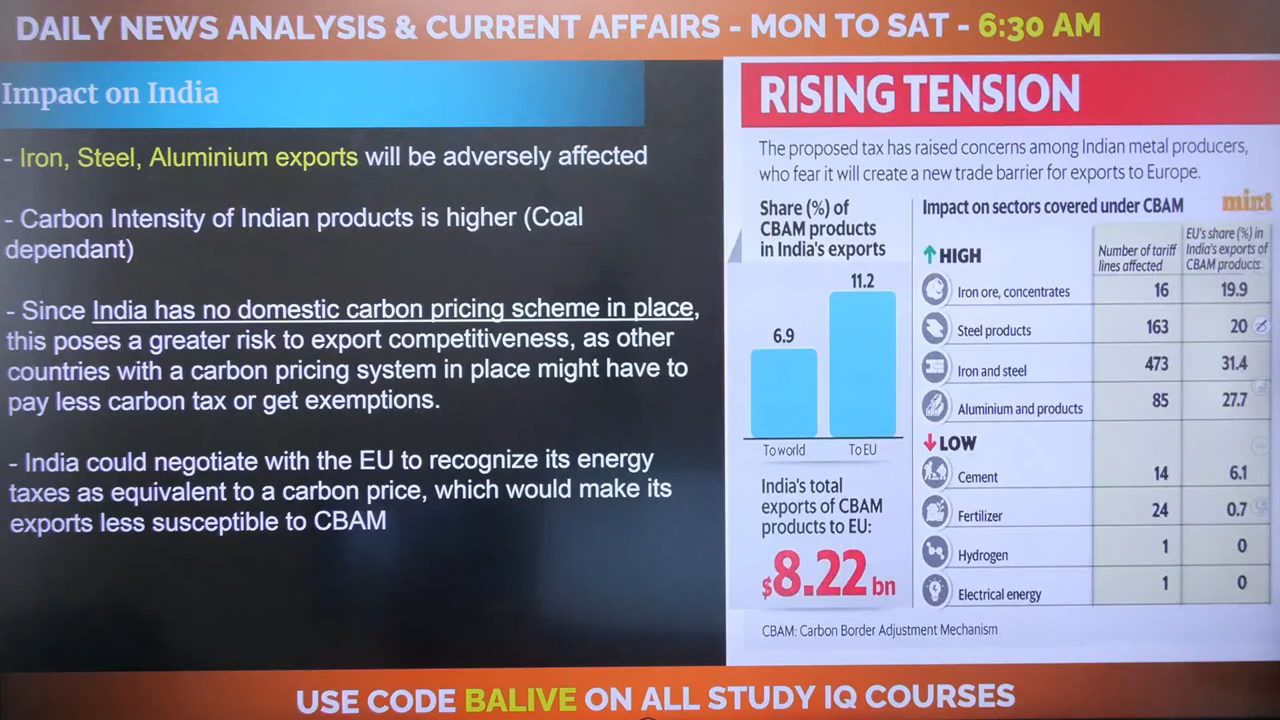 DAILY NEWS ANALYSIS & CURRENT AFFAIRS - MON TO SAT - 6:30 AM
Impact on India
- Iron, Steel, Aluminium exports will be adversely affected
- Carbon Intensity of Indian products is higher (Coal
dependant)
- Since India has no domestic carbon pricing scheme in place,
this poses a greater risk to export competitiveness, as other
countries with a carbon pricing system in place might have to
pay less carbon tax or get exemptions.
- India could negotiate with the EU to recognize its energy
taxes as equivalent to a carbon price, which would make its
exports less susceptible to CBAM
RISING TENSION
The proposed tax has raised concerns among Indian metal producers,
who fear it will create a new trade barrier for exports to Europe.
Share (%) of
CBAM products
in India's exports
11.2
6.9
To world To EU
India's total
exports of CBAM
products to EU:
$8.22 bn
Impact on sectors covered under CBAM mint
Number of tariff
lines affected
EU's share (%) in
India's exports of
CBAM products
HIGH
Iron ore, concentrates 16 19.9
Steel products 163 20
Iron and steel 473 31.4
Aluminium and products 85 27.7
LOW
Cement 14 6.1
Fertilizer 24 0.7
Hydrogen 1 0
Electrical energy 1 0
CBAM: Carbon Border Adjustment Mechanism
USE CODE BALIVE ON ALL STUDY IQ COURSES